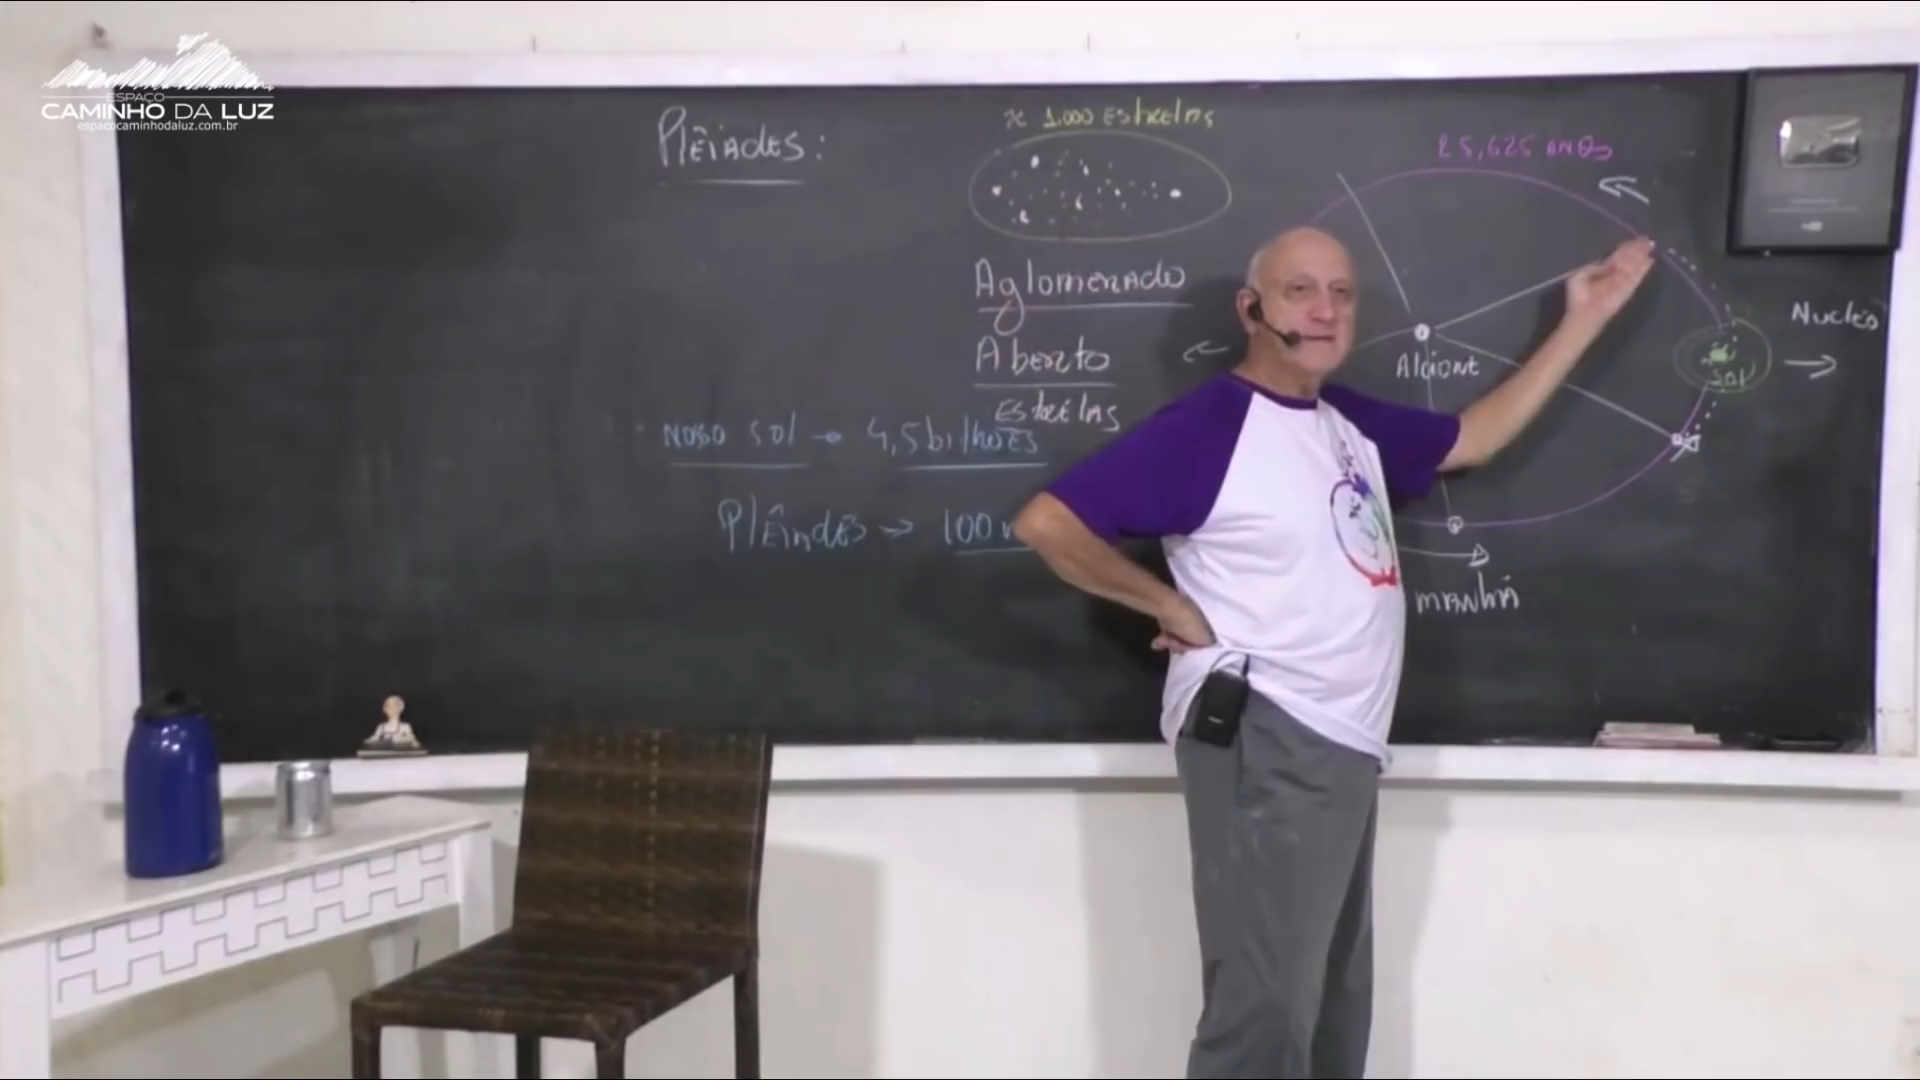 ESPAÇO
CAMINHO DA LUZ
espacocaminhodaluz.com.br
Plêiades:
≈ 1.000 Estrelas
Aglomerado
Aberto
Estrelas
Nosso Sol → 4,5 bilhões
Plêiades → 100
25,625 ANOS
Alcione
Nucleo
Sol
MANHÃ